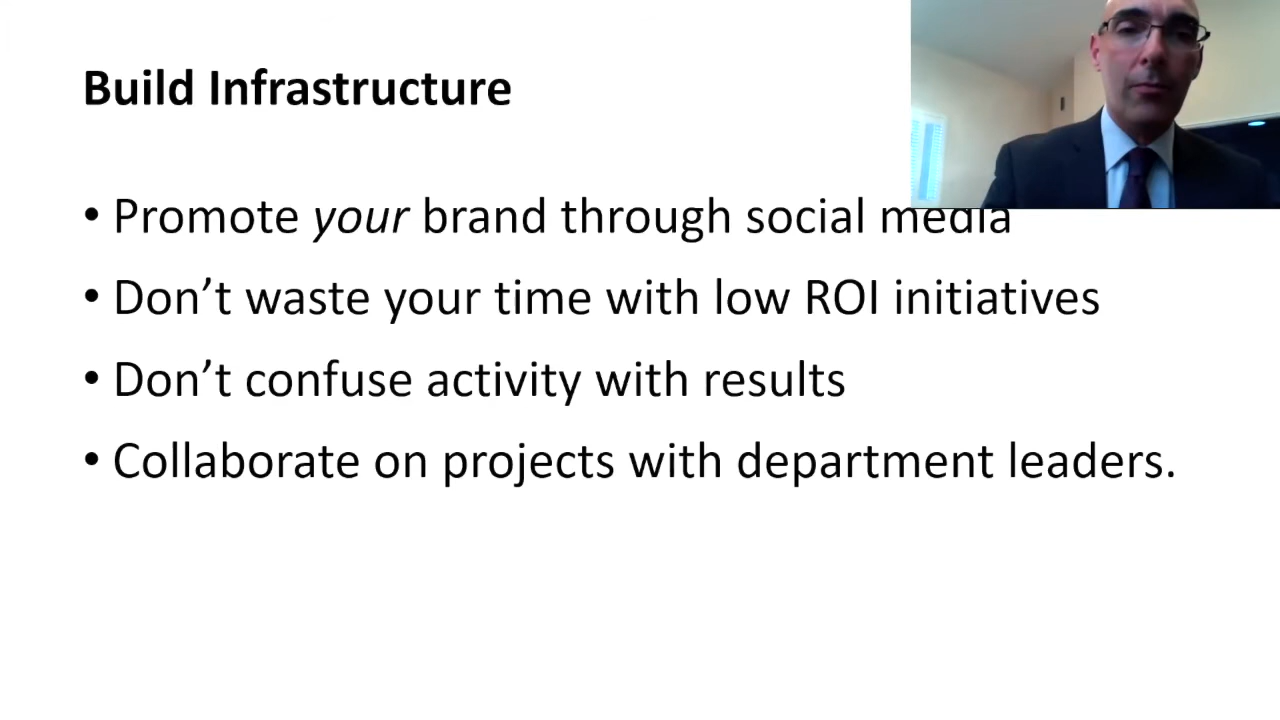 Build Infrastructure
• Promote your brand through social media
• Don’t waste your time with low ROI initiatives
• Don’t confuse activity with results
• Collaborate on projects with department leaders.